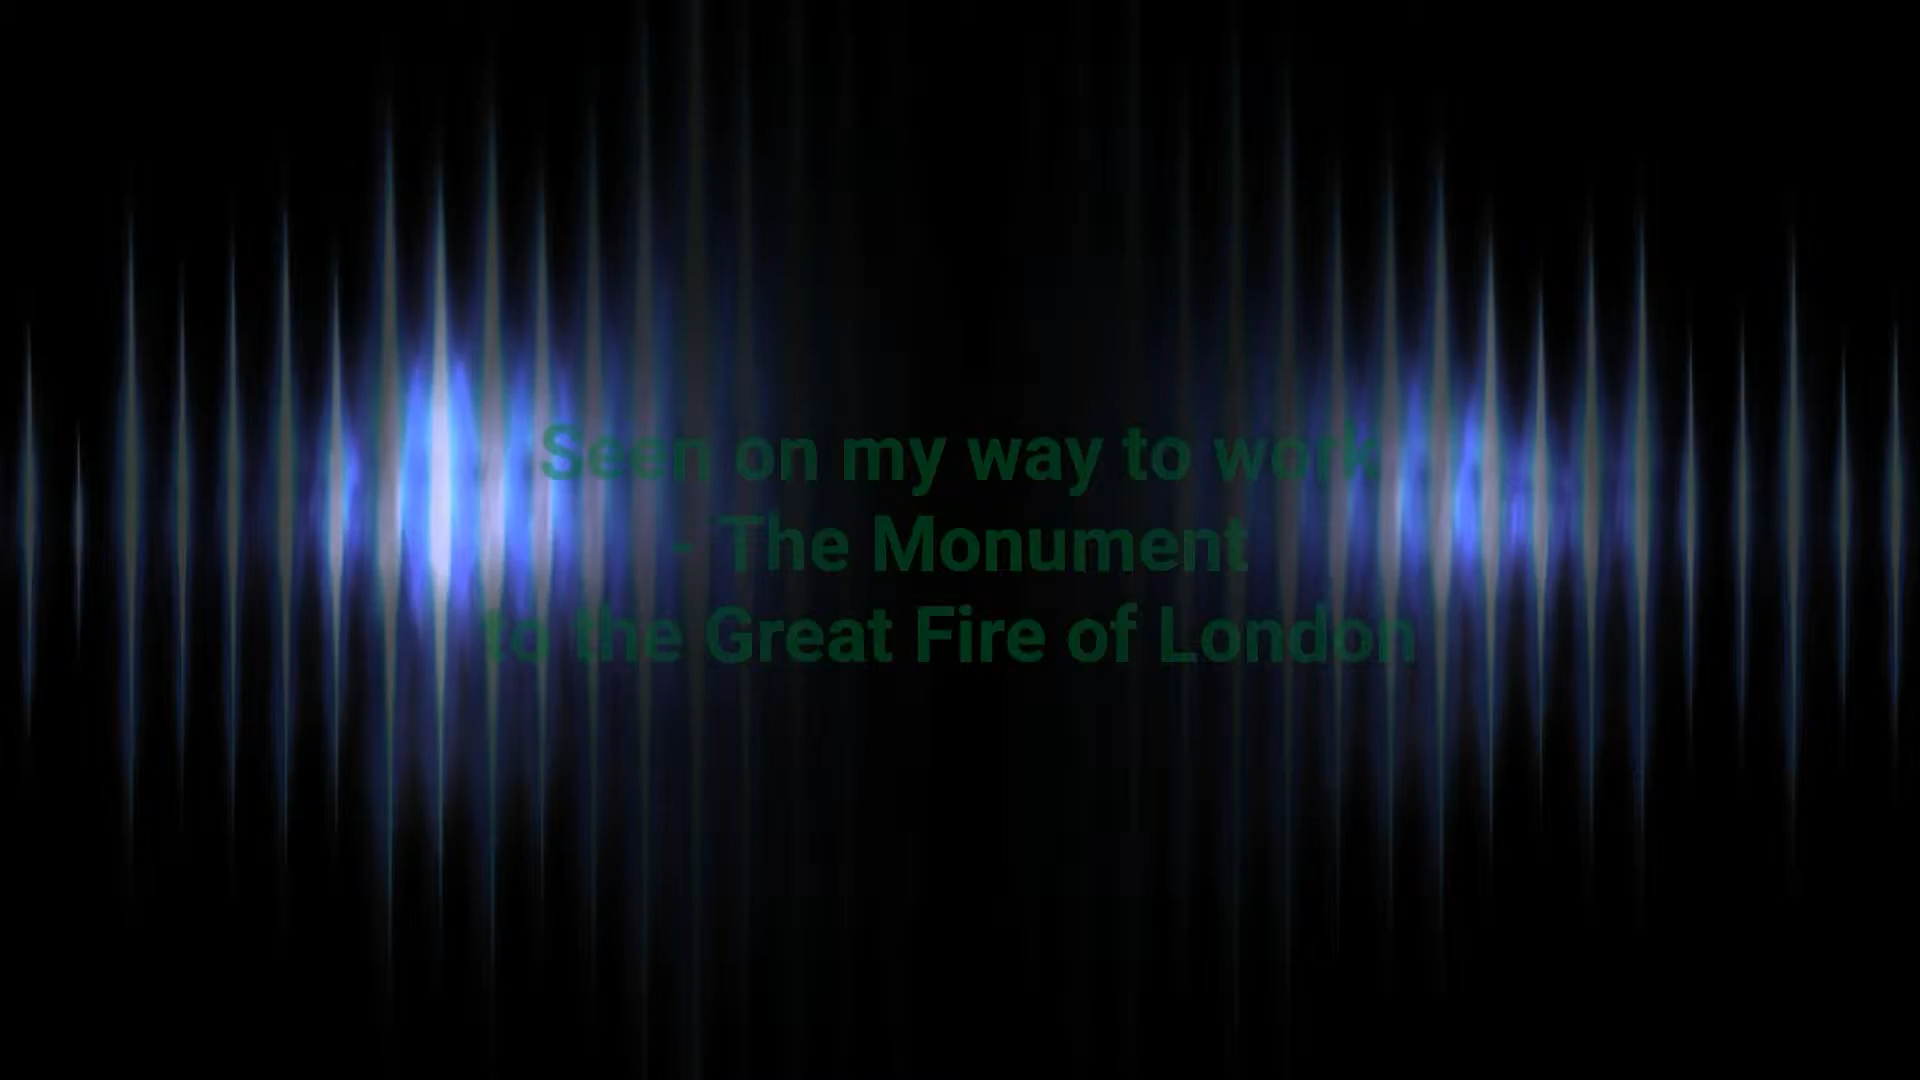 Seen on my way to work
- The Monument
to the Great Fire of London